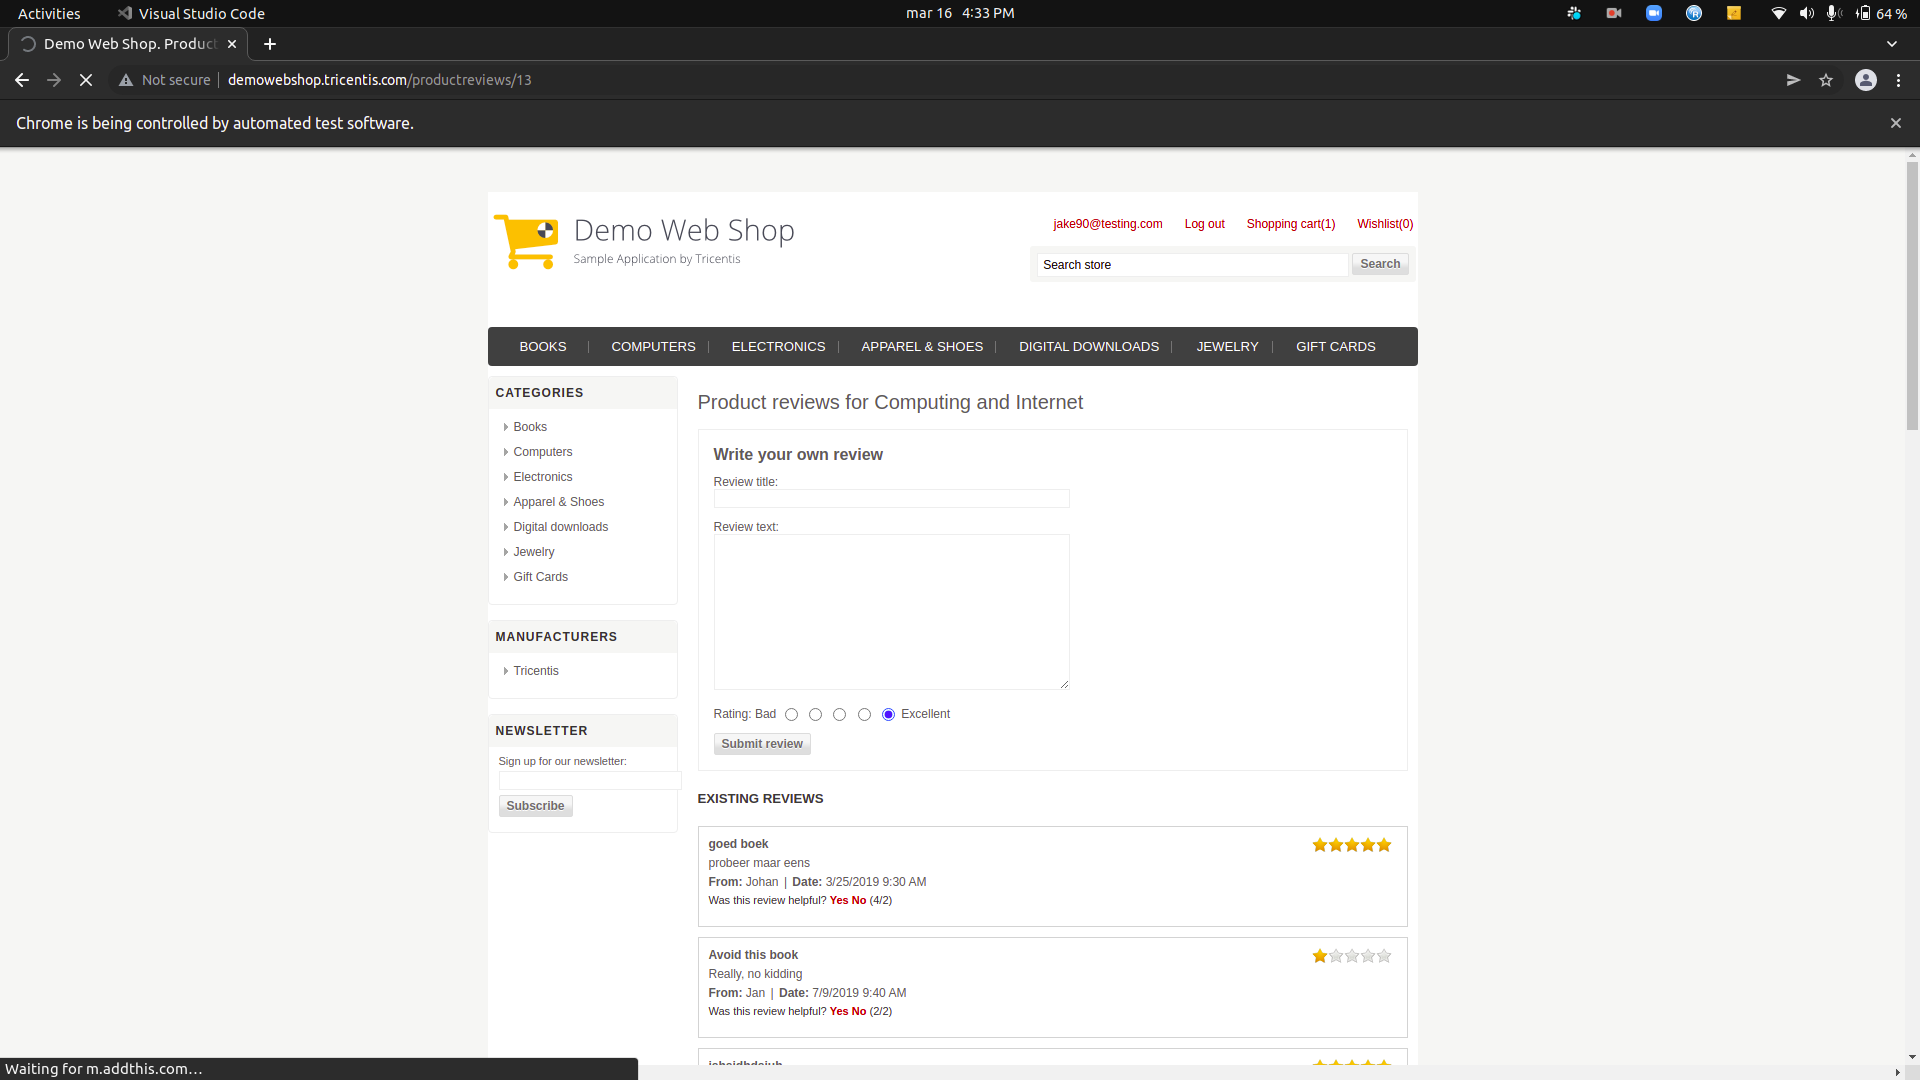 Activities Visual Studio Code mar 16 4:33 PM 64 %
Demo Web Shop. Product
Not secure demowebshop.tricentis.com/productreviews/13
Chrome is being controlled by automated test software.
Demo Web Shop
Sample Application by Tricentis
jake90@testing.com Log out Shopping cart(1) Wishlist(0)
Search store Search
BOOKS COMPUTERS ELECTRONICS APPAREL & SHOES DIGITAL DOWNLOADS JEWELRY GIFT CARDS
CATEGORIES
Books
Computers
Electronics
Apparel & Shoes
Digital downloads
Jewelry
Gift Cards
MANUFACTURERS
Tricentis
NEWSLETTER
Sign up for our newsletter:
Subscribe
Product reviews for Computing and Internet
Write your own review
Review title:
Review text:
Rating: Bad Excellent
Submit review
EXISTING REVIEWS
goed boek
probeer maar eens
From: Johan | Date: 3/25/2019 9:30 AM
Was this review helpful? Yes No (4/2)
Avoid this book
Really, no kidding
From: Jan | Date: 7/9/2019 9:40 AM
Was this review helpful? Yes No (2/2)
Waiting for m.addthis.com...